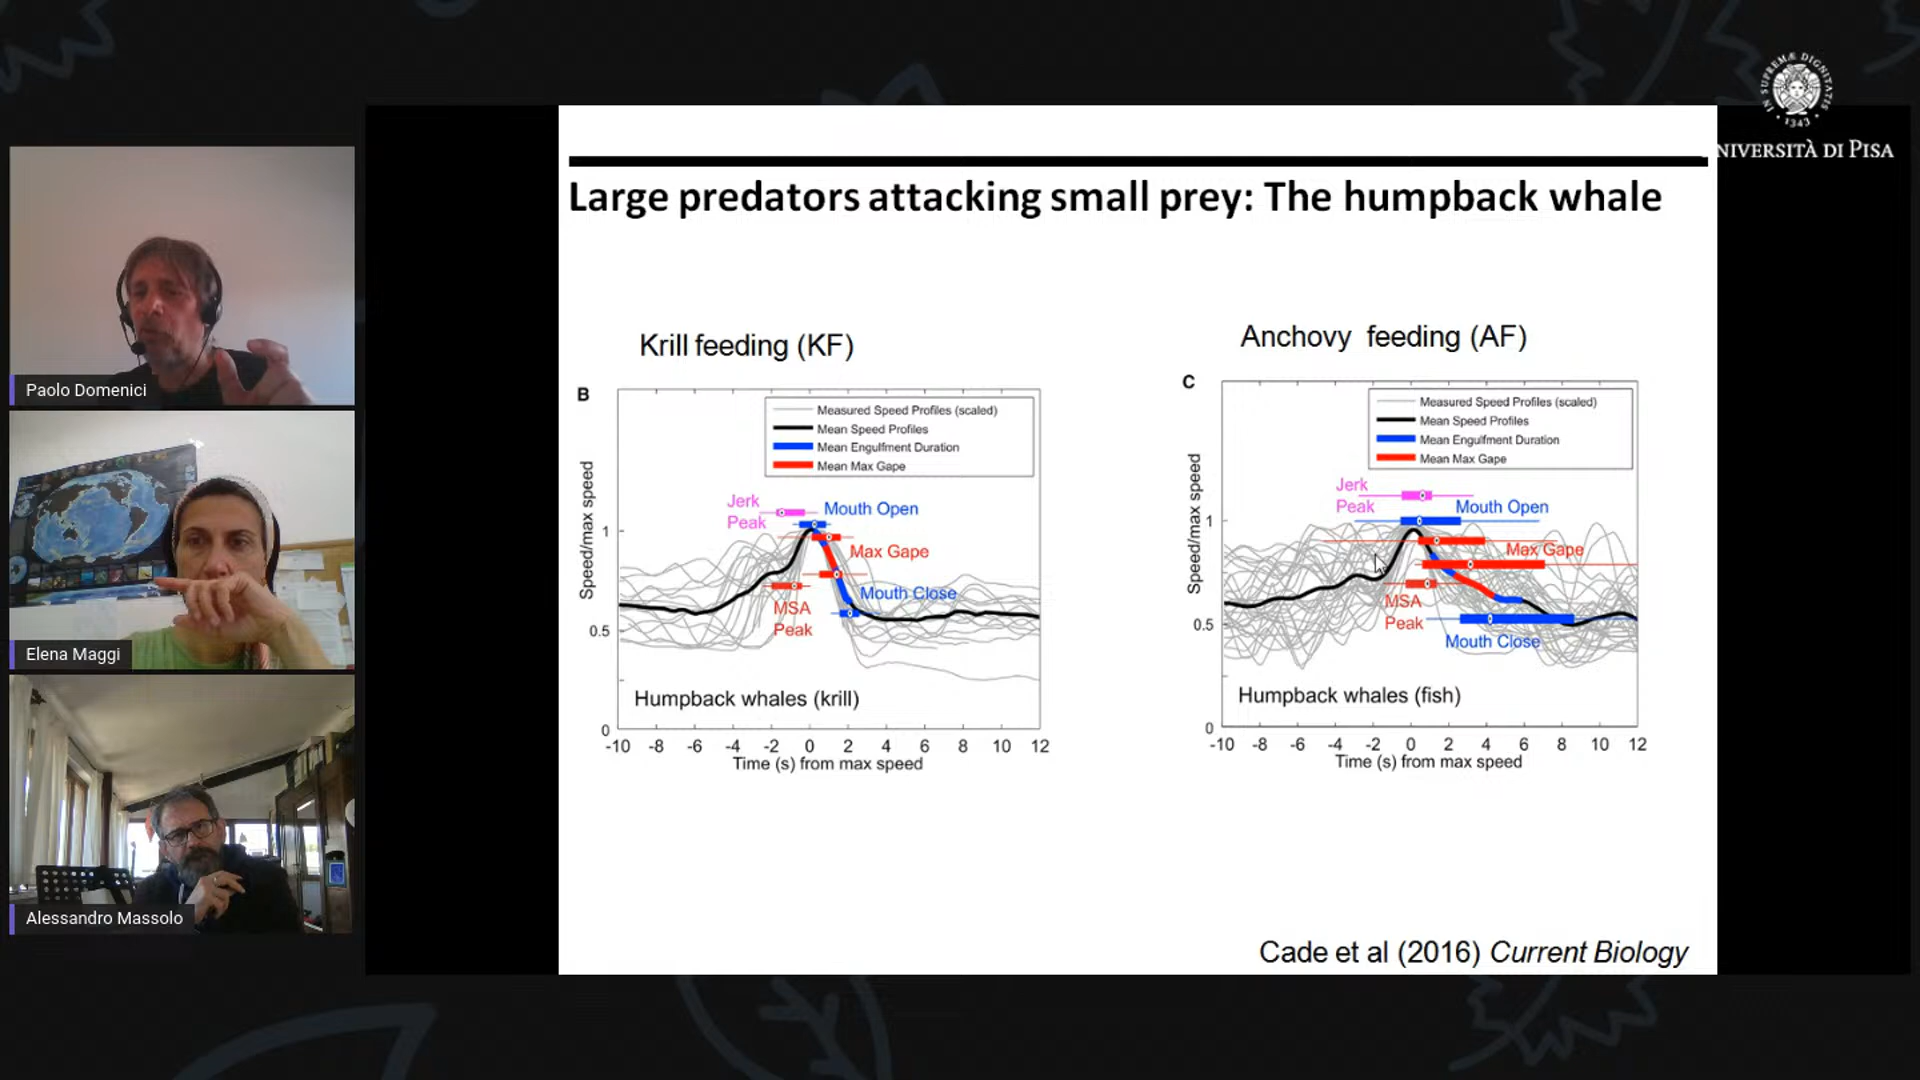 IN SUPREMÆ DIGNITATIS
1343
NIVERSITÀ DI PISA
Paolo Domenici
Elena Maggi
Alessandro Massolo
Large predators attacking small prey: The humpback whale
Krill feeding (KF)
B
Measured Speed Profiles (scaled)
Mean Speed Profiles
Mean Engulfment Duration
Mean Max Gape
Jerk
Peak
Mouth Open
Max Gape
Mouth Close
MSA
Peak
Humpback whales (krill)
Speed/max speed
1
0.5
0
-10 -8 -6 -4 -2 0 2 4 6 8 10 12
Time (s) from max speed
Anchovy feeding (AF)
C
Measured Speed Profiles (scaled)
Mean Speed Profiles
Mean Engulfment Duration
Mean Max Gape
Jerk
Peak
Mouth Open
Max Gape
MSA
Peak
Mouth Close
Humpback whales (fish)
Speed/max speed
1
0.5
0
-10 -8 -6 -4 -2 0 2 4 6 8 10 12
Time (s) from max speed
Cade et al (2016) Current Biology